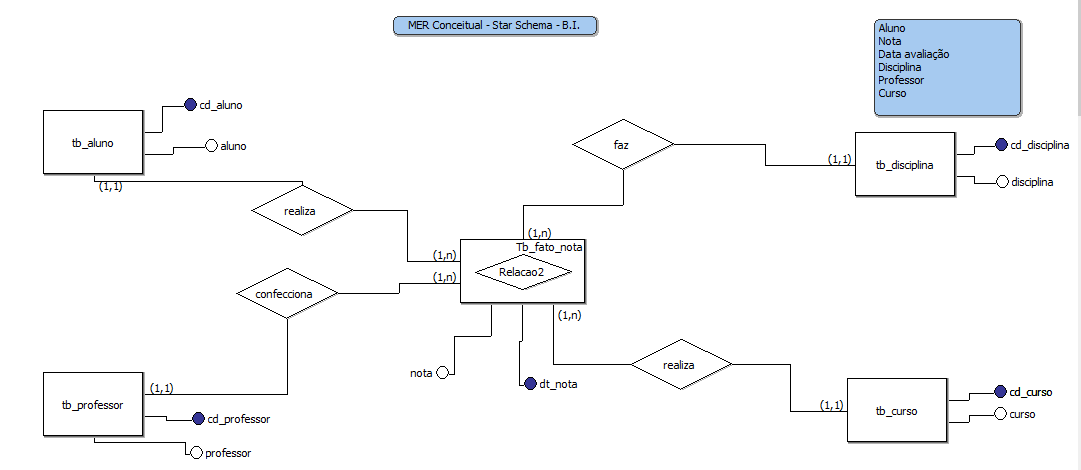 MER Conceitual - Star Schema - B.I.
Aluno
Nota
Data avaliação
Disciplina
Professor
Curso
cd_aluno
tb_aluno
aluno
(1,1)
realiza
faz
(1,1)
tb_disciplina
cd_disciplina
disciplina
(1,n)
Tb_fato_nota
(1,n)
(1,n)
Relacao2
confecciona
(1,n)
nota
dt_nota
realiza
(1,1)
tb_professor
cd_professor
professor
(1,1)
tb_curso
cd_curso
curso